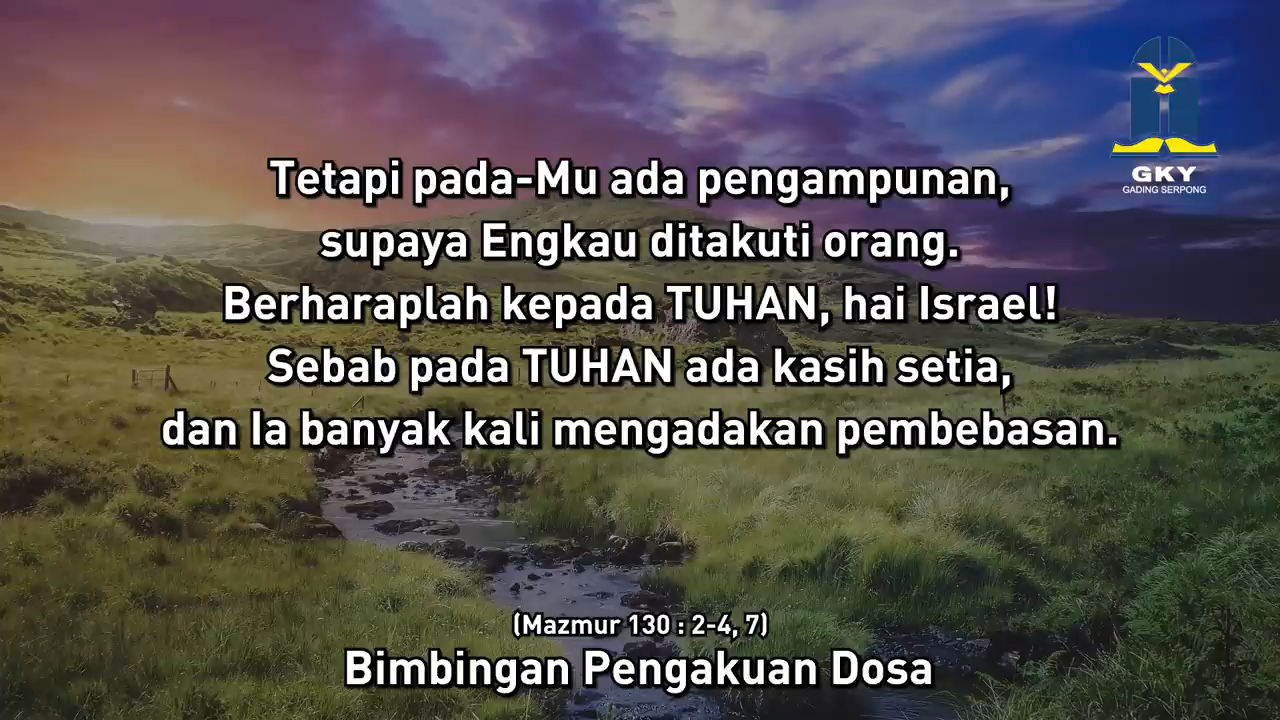 GKY
GADING SERPONG
Tetapi pada-Mu ada pengampunan,
supaya Engkau ditakuti orang.
Berharaplah kepada TUHAN, hai Israel!
Sebab pada TUHAN ada kasih setia,
dan Ia banyak kali mengadakan pembebasan.
(Mazmur 130 : 2-4, 7)
Bimbingan Pengakuan Dosa